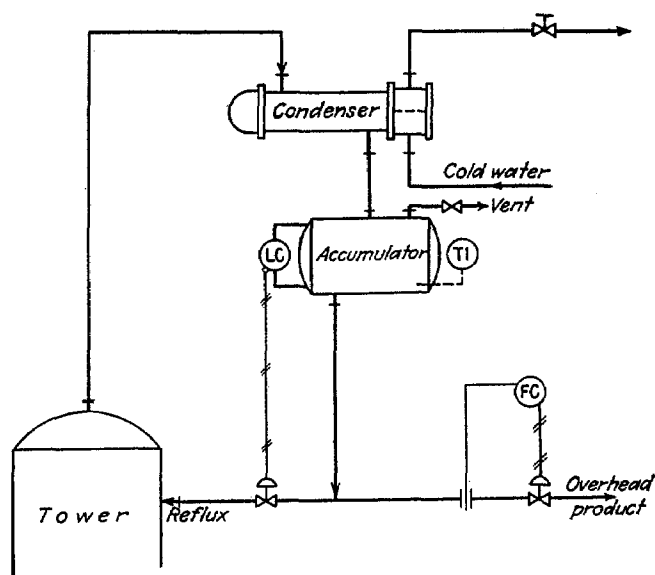 Condenser
Cold water
Vent
LC
Accumulator
TI
FC
Tower
Reflux
Overhead
product